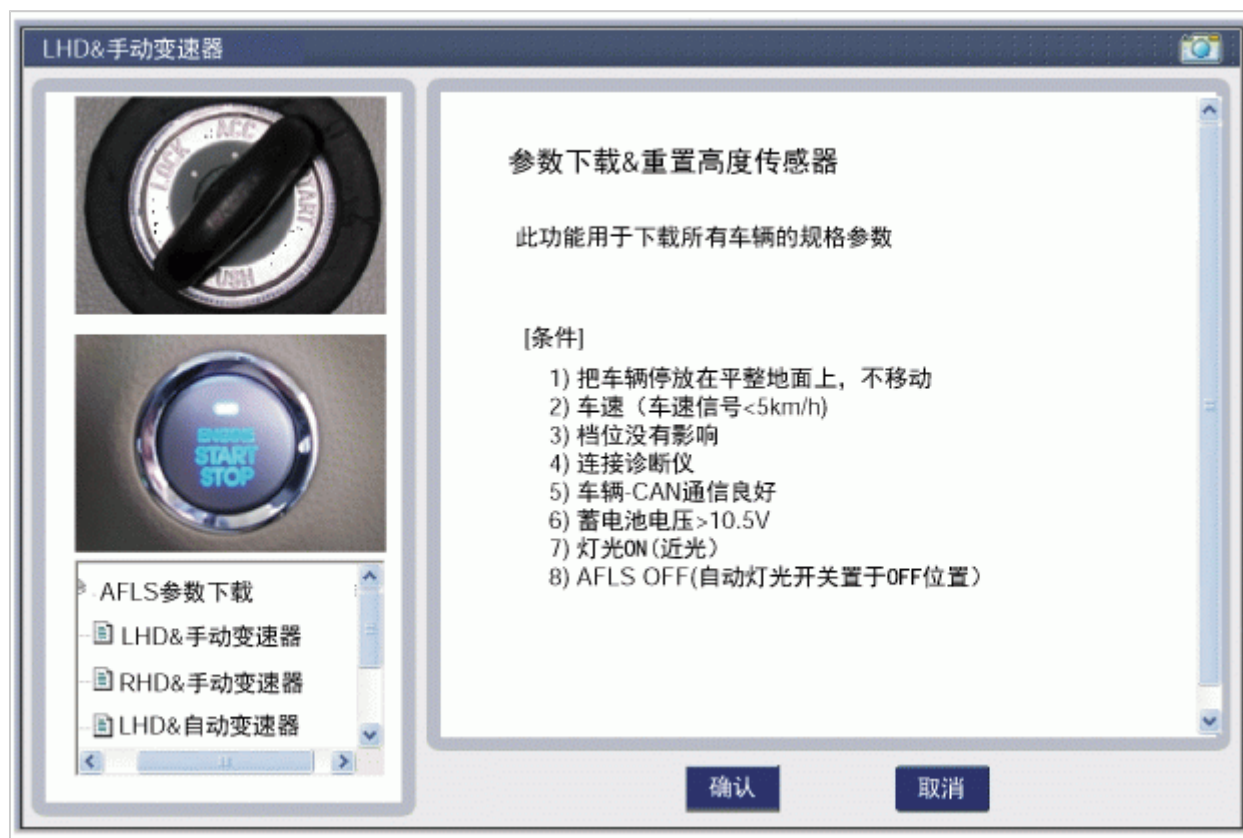 LHD&手动变速器
LOCK
ACC
START
PUSH
ENGINE
START
STOP
AFLS参数下载
LHD&手动变速器
RHD&手动变速器
LHD&自动变速器
参数下载&重置高度传感器
此功能用于下载所有车辆的规格参数
[条件]
1) 把车辆停放在平整地面上，不移动
2) 车速（车速信号<5km/h)
3) 档位没有影响
4) 连接诊断仪
5) 车辆-CAN通信良好
6) 蓄电池电压>10.5V
7) 灯光ON(近光）
8) AFLS OFF(自动灯光开关置于OFF位置）
确认
取消